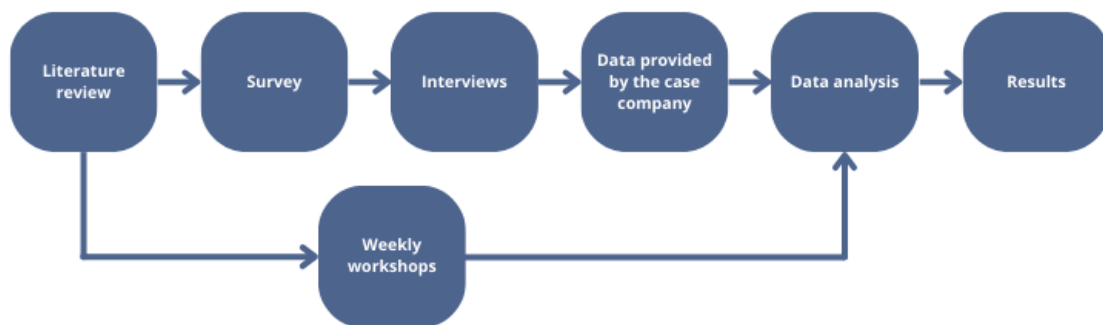 Literature
review
Survey
Interviews
Data provided
by the case
company
Data analysis
Results
Weekly
workshops